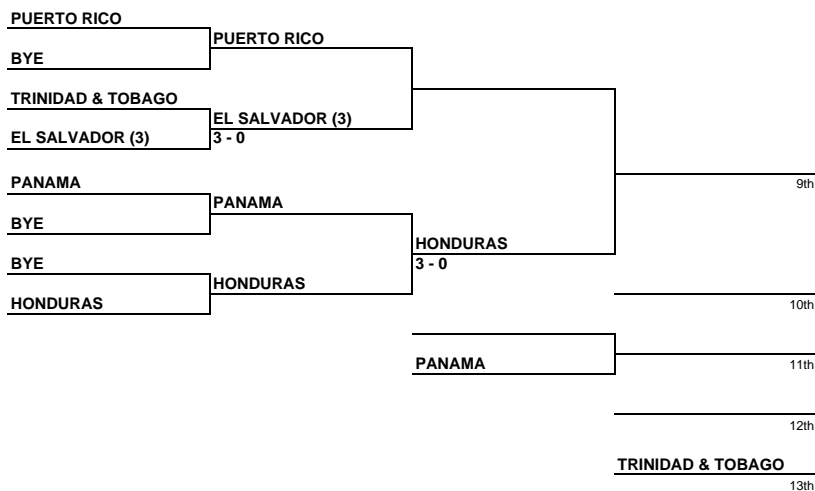 PUERTO RICO
PUERTO RICO
BYE
TRINIDAD & TOBAGO
EL SALVADOR (3)
EL SALVADOR (3)
3 - 0
PANAMA
9th
PANAMA
BYE
HONDURAS
BYE
3 - 0
HONDURAS
HONDURAS
10th
PANAMA
11th
12th
TRINIDAD & TOBAGO
13th